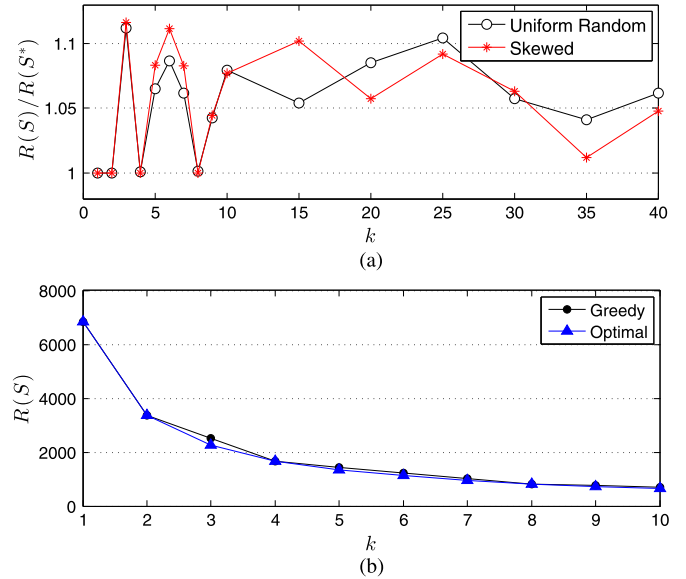 1.1
1.05
1
R(S)/R(S*)
Uniform Random
Skewed
0 5 10 15 20 25 30 35 40
k
(a)
8000
6000
4000
2000
0
R(S)
Greedy
Optimal
1 2 3 4 5 6 7 8 9 10
k
(b)